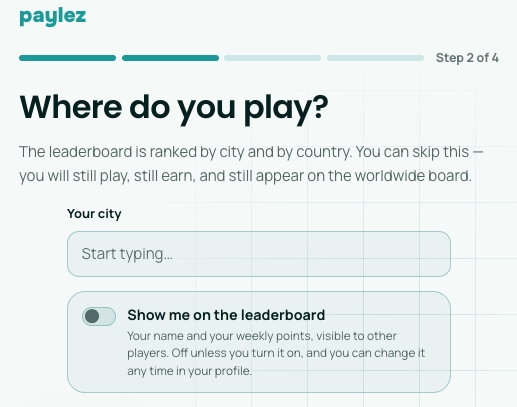 paylez
Step 2 of 4
Where do you play?
The leaderboard is ranked by city and by country. You can skip this —
you will still play, still earn, and still appear on the worldwide board.
Your city
Start typing...
Show me on the leaderboard
Your name and your weekly points, visible to other
players. Off unless you turn it on, and you can change it
any time in your profile.